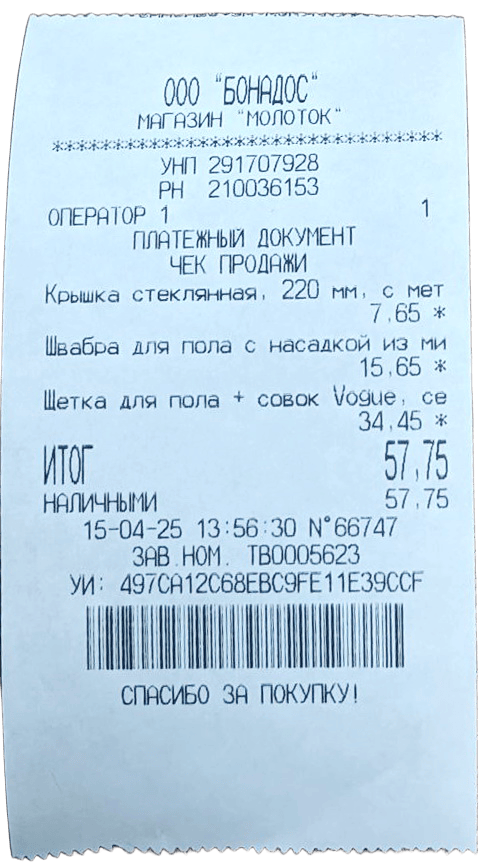 ООО "БОНАДОС"
МАГАЗИН "МОЛОТОК"
****************************************
УНП 291707928
РН 210036153
ОПЕРАТОР 1 1
ПЛАТЕЖНЫЙ ДОКУМЕНТ
ЧЕК ПРОДАЖИ
Крышка стеклянная, 220 мм, с мет
7,65 *
Швабра для пола с насадкой из ми
15,65 *
Щетка для пола + совок Vogue, се
34,45 *
ИТОГ 57,75
НАЛИЧНЫМИ 57,75
15-04-25 13:56:30 N°66747
ЗАВ.НОМ. ТВ0005623
УИ: 497CA12C68EBC9FE11E39CCF
СПАСИБО ЗА ПОКУПКУ!